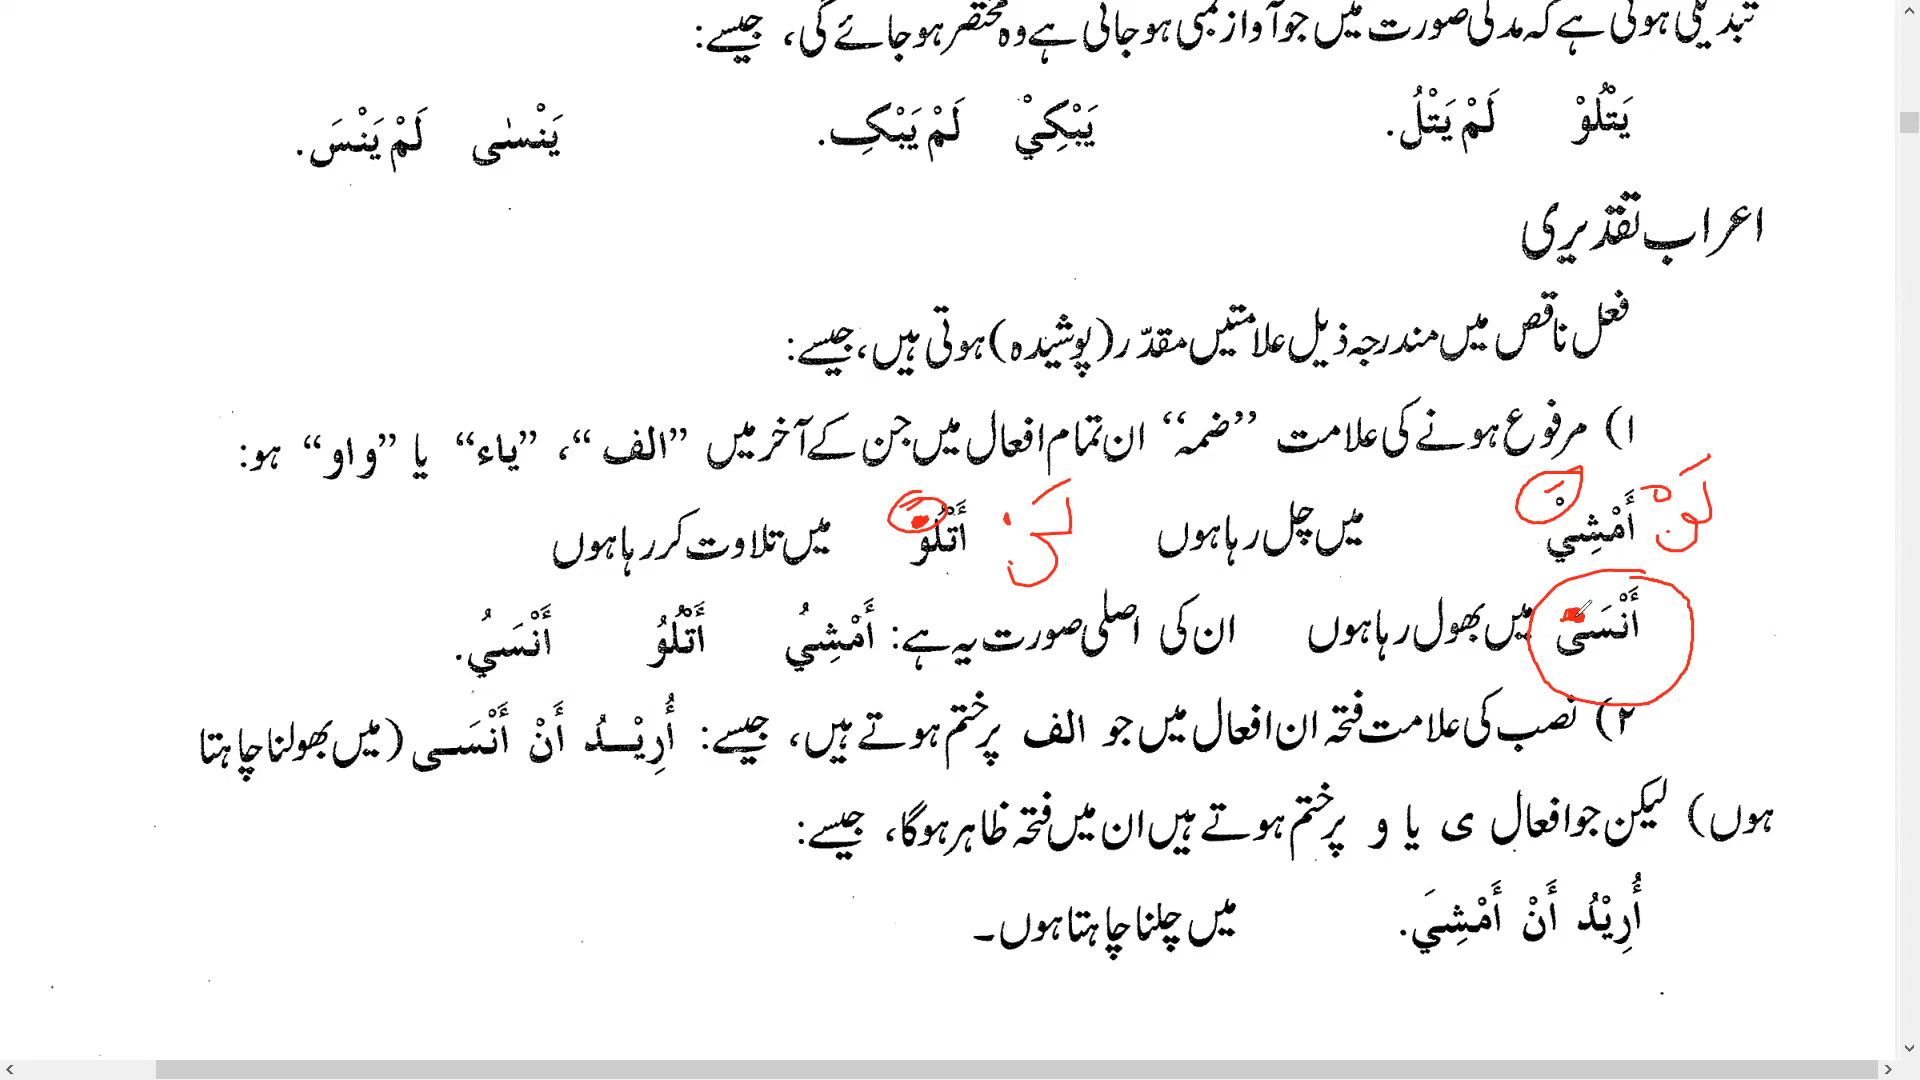 تبدیلی ہوتی ہے کہ مد کی صورت میں جو آواز لمبی ہو جاتی ہے وہ مختصر ہو جائے گی، جیسے:
يَتْلُوْ لَمْ يَتْلُ. يَبْكِيْ لَمْ يَبْكِ. يَنْسٰى لَمْ يَنْسَ.
اعراب تقدیری
فعل ناقص میں مندرجہ ذیل علامتیں مقدّر (پوشیدہ) ہوتی ہیں، جیسے:
۱) مرفوع ہونے کی علامت ”ضمہ“ ان تمام افعال میں جن کے آخر میں ”الف“، ”یاء“ یا ”واو“ ہو:
أَمْشِيْ میں چل رہا ہوں أَتْلُوْ میں تلاوت کر رہا ہوں
أَنْسَى میں بھول رہا ہوں ان کی اصلی صورت یہ ہے: أَمْشِيُ أَتْلُوُ أَنْسَيُ.
۲) نصب کی علامت فتحہ ان افعال میں جو الف پر ختم ہوتے ہیں، جیسے: أُرِيْدُ أَنْ أَنْسَى (میں بھولنا چاہتا
ہوں) لیکن جو افعال ی یا و پر ختم ہوتے ہیں ان میں فتحہ ظاہر ہوگا، جیسے:
أُرِيْدُ أَنْ أَمْشِيَ. میں چلنا چاہتا ہوں۔